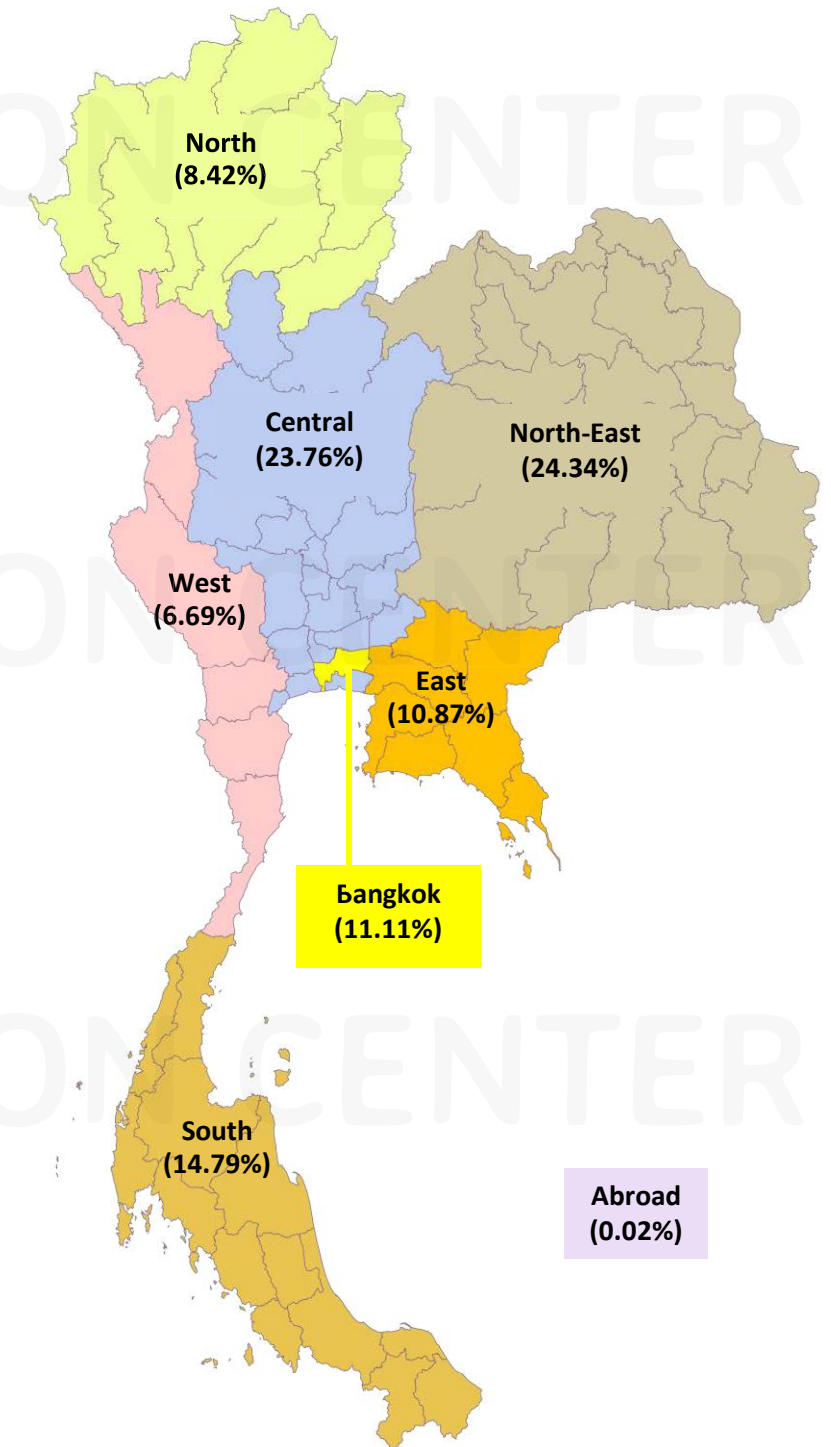 ON CENTER
North
(8.42%)
Central
(23.76%)
North-East
(24.34%)
ON CENTER
West
(6.69%)
East
(10.87%)
Bangkok
(11.11%)
ON CENTER
South
(14.79%)
Abroad
(0.02%)